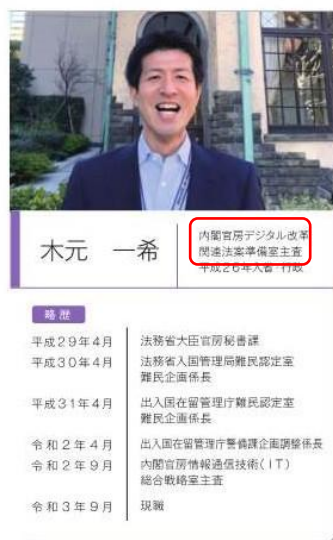 木元 一希
内閣官房デジタル改革
関連法案準備室主査
平成26年入省・行政
略歴
平成29年4月 法務省大臣官房秘書課
平成30年4月 法務省入国管理局難民認定室
難民企画係長
平成31年4月 出入国在留管理庁難民認定室
難民企画係長
令和2年4月 出入国在留管理庁警備課企画調整係長
令和2年9月 内閣官房情報通信技術(IT)
総合戦略室主査
令和3年9月 現職